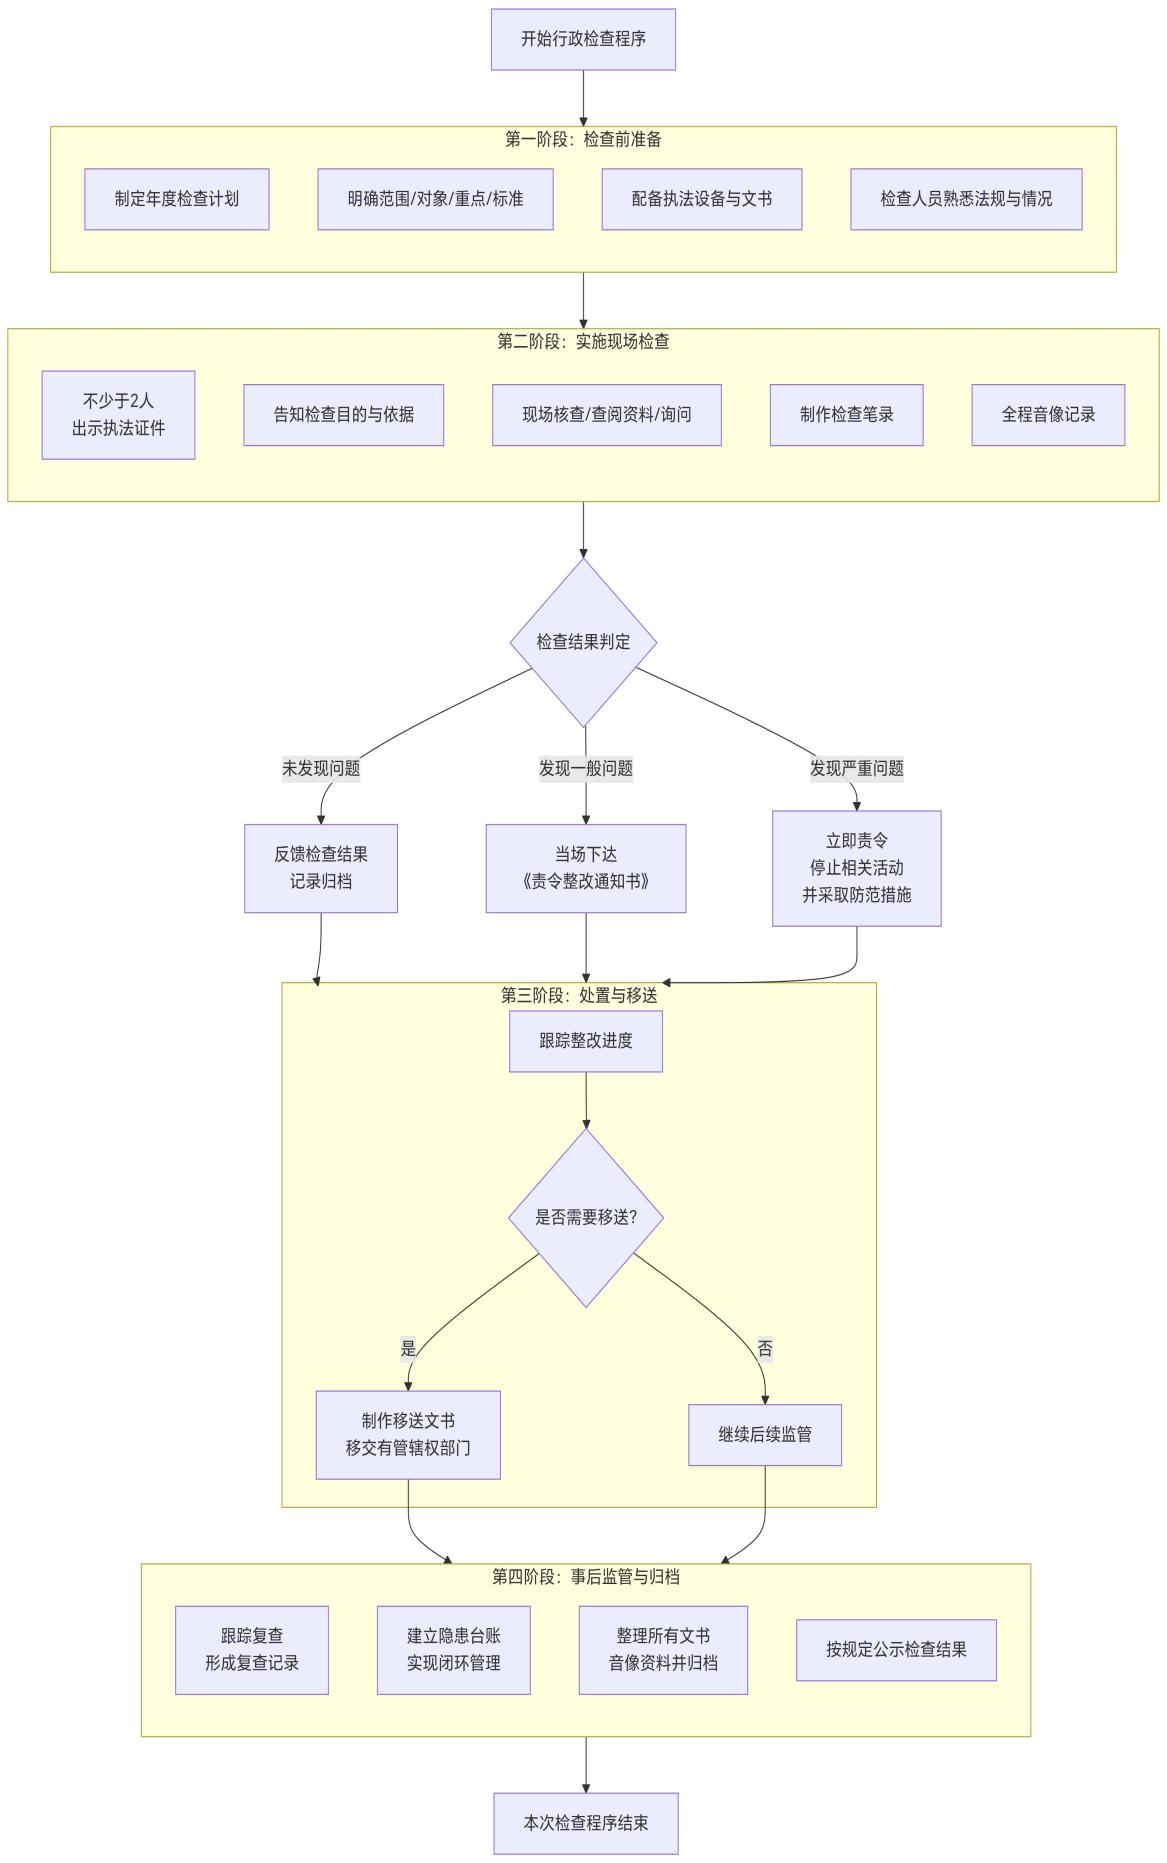 开始行政检查程序
第一阶段：检查前准备
制定年度检查计划
明确范围/对象/重点/标准
配备执法设备与文书
检查人员熟悉法规与情况
第二阶段：实施现场检查
不少于2人
出示执法证件
告知检查目的与依据
现场核查/查阅资料/询问
制作检查笔录
全程音像记录
检查结果判定
未发现问题
发现一般问题
发现严重问题
反馈检查结果
记录归档
当场下达
《责令整改通知书》
立即责令
停止相关活动
并采取防范措施
第三阶段：处置与移送
跟踪整改进度
是否需要移送?
是
否
制作移送文书
移交有管辖权部门
继续后续监管
第四阶段：事后监管与归档
跟踪复查
形成复查记录
建立隐患台账
实现闭环管理
整理所有文书
音像资料并归档
按规定公示检查结果
本次检查程序结束